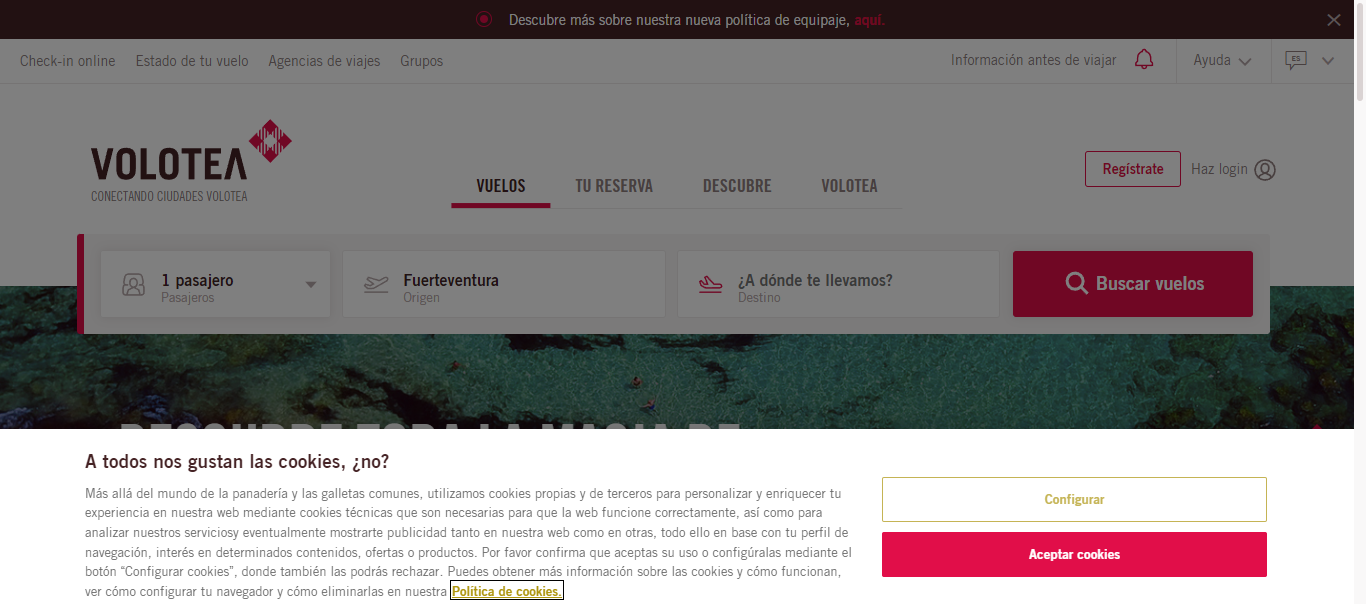 Descubre más sobre nuestra nueva política de equipaje, aquí.
Check-in online Estado de tu vuelo Agencias de viajes Grupos Información antes de viajar Ayuda ES
VOLOTEA
CONECTANDO CIUDADES VOLOTEA
VUELOS TU RESERVA DESCUBRE VOLOTEA
Regístrate Haz login
1 pasajero
Pasajeros
Fuerteventura
Origen
¿A dónde te llevamos?
Destino
Buscar vuelos
DESCUBRE TODA LA MAGIA DE
A todos nos gustan las cookies, ¿no?
Más allá del mundo de la panadería y las galletas comunes, utilizamos cookies propias y de terceros para personalizar y enriquecer tu
experiencia en nuestra web mediante cookies técnicas que son necesarias para que la web funcione correctamente, así como para
analizar nuestros serviciosy eventualmente mostrarte publicidad tanto en nuestra web como en otras, todo ello en base con tu perfil de
navegación, interés en determinados contenidos, ofertas o productos. Por favor confirma que aceptas su uso o configúralas mediante el
botón “Configurar cookies”, donde también las podrás rechazar. Puedes obtener más información sobre las cookies y cómo funcionan,
ver cómo configurar tu navegador y cómo eliminarlas en nuestra Política de cookies.
Configurar
Aceptar cookies